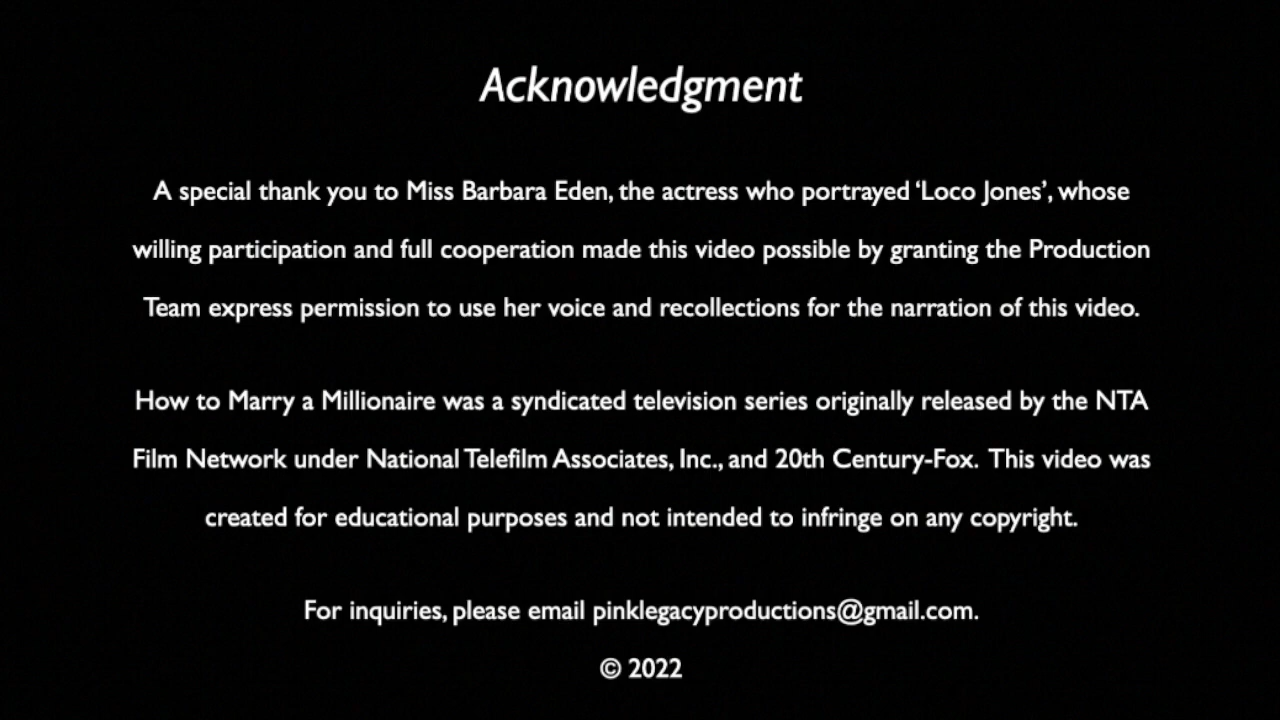 Acknowledgment
A special thank you to Miss Barbara Eden, the actress who portrayed ‘Loco Jones’, whose
willing participation and full cooperation made this video possible by granting the Production
Team express permission to use her voice and recollections for the narration of this video.
How to Marry a Millionaire was a syndicated television series originally released by the NTA
Film Network under National Telefilm Associates, Inc., and 20th Century-Fox. This video was
created for educational purposes and not intended to infringe on any copyright.
For inquiries, please email pinklegacyproductions@gmail.com.
© 2022